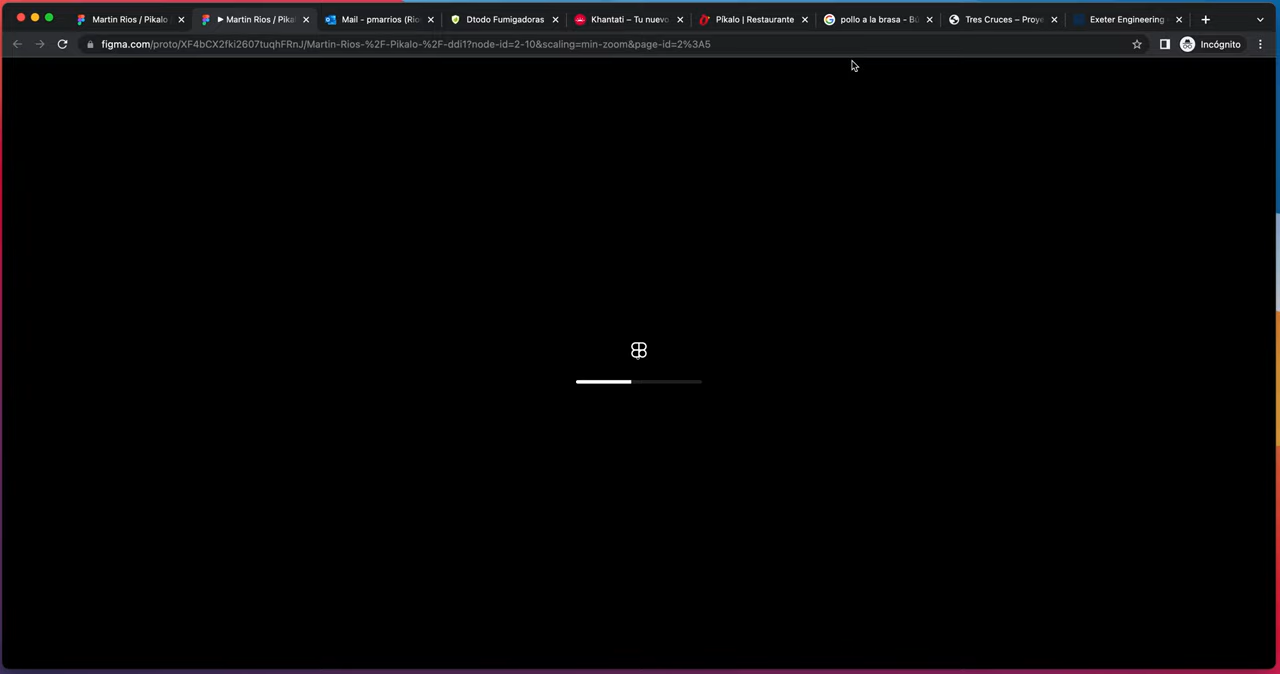 Martin Rios / Pikalo
Martin Rios / Pikal
Mail - pmarrios (Rio
Dtodo Fumigadoras
Khantati – Tu nuevo
Pikalo | Restaurante
pollo a la brasa - Bú
Tres Cruces – Proye
Exeter Engineering
figma.com/proto/XF4bCX2fki2607tuqhFRnJ/Martin-Rios-%2F-Pikalo-%2F-ddi1?node-id=2-10&scaling=min-zoom&page-id=2%3A5
Incógnito